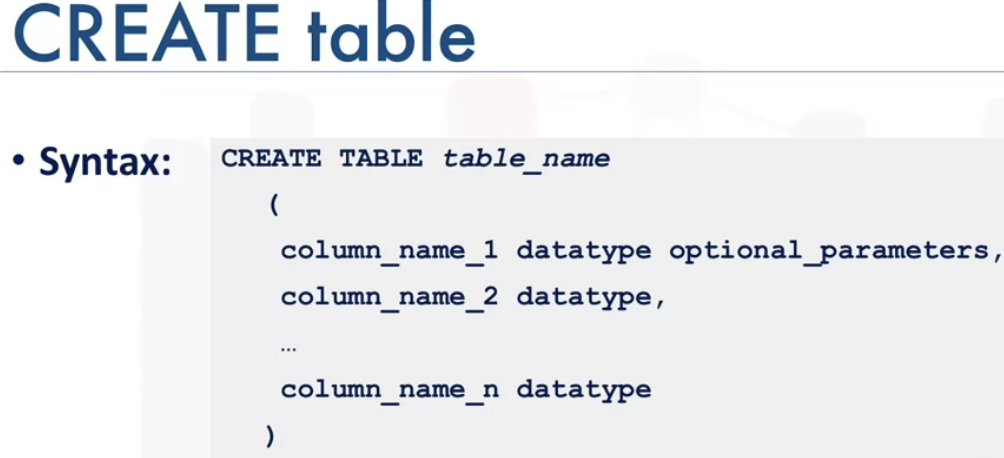 CREATE table
• Syntax: CREATE TABLE table_name
(
column_name_1 datatype optional_parameters,
column_name_2 datatype,
…
column_name_n datatype
)